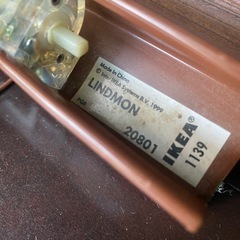 Made in China
© Inter IKEA Systems B.V. 1999
LINDMON
20801
IKEA®
1139